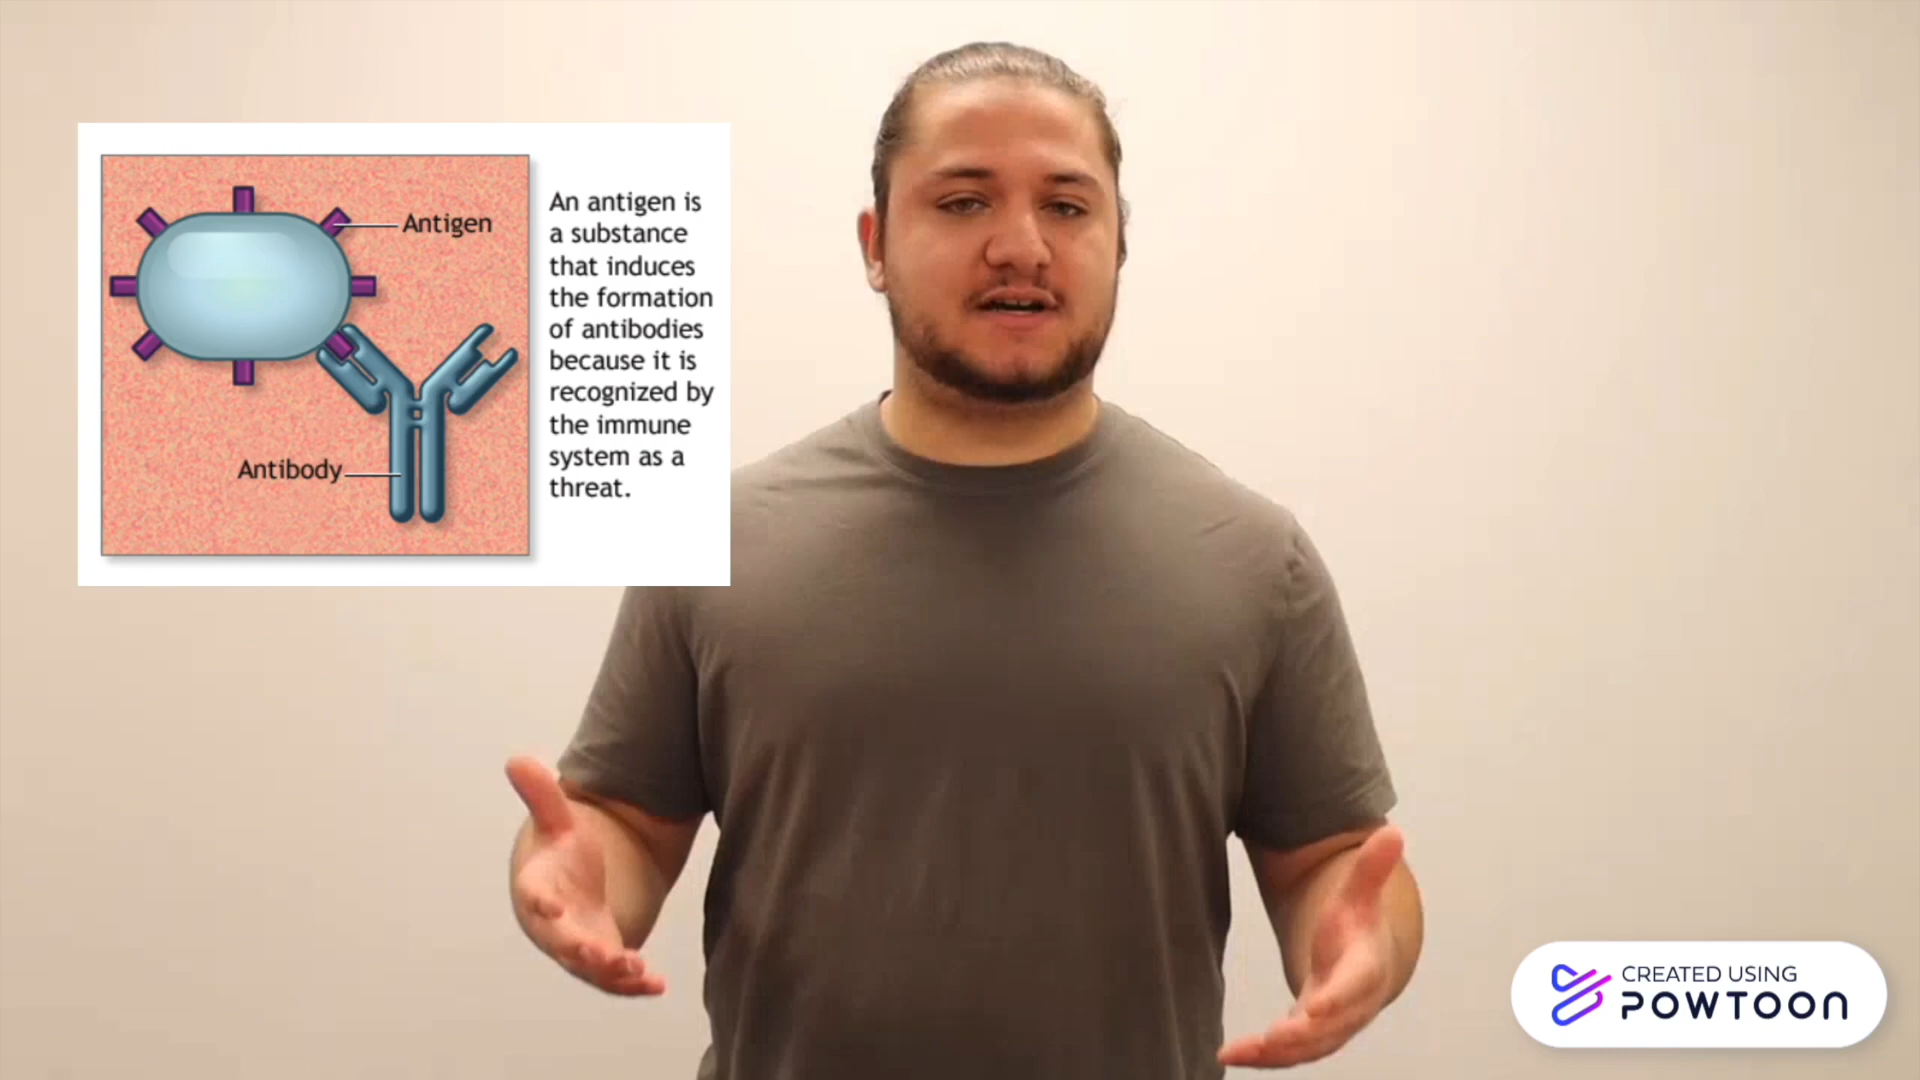 Antigen
Antibody
An antigen is
a substance
that induces
the formation
of antibodies
because it is
recognized by
the immune
system as a
threat.
CREATED USING
POWTOON